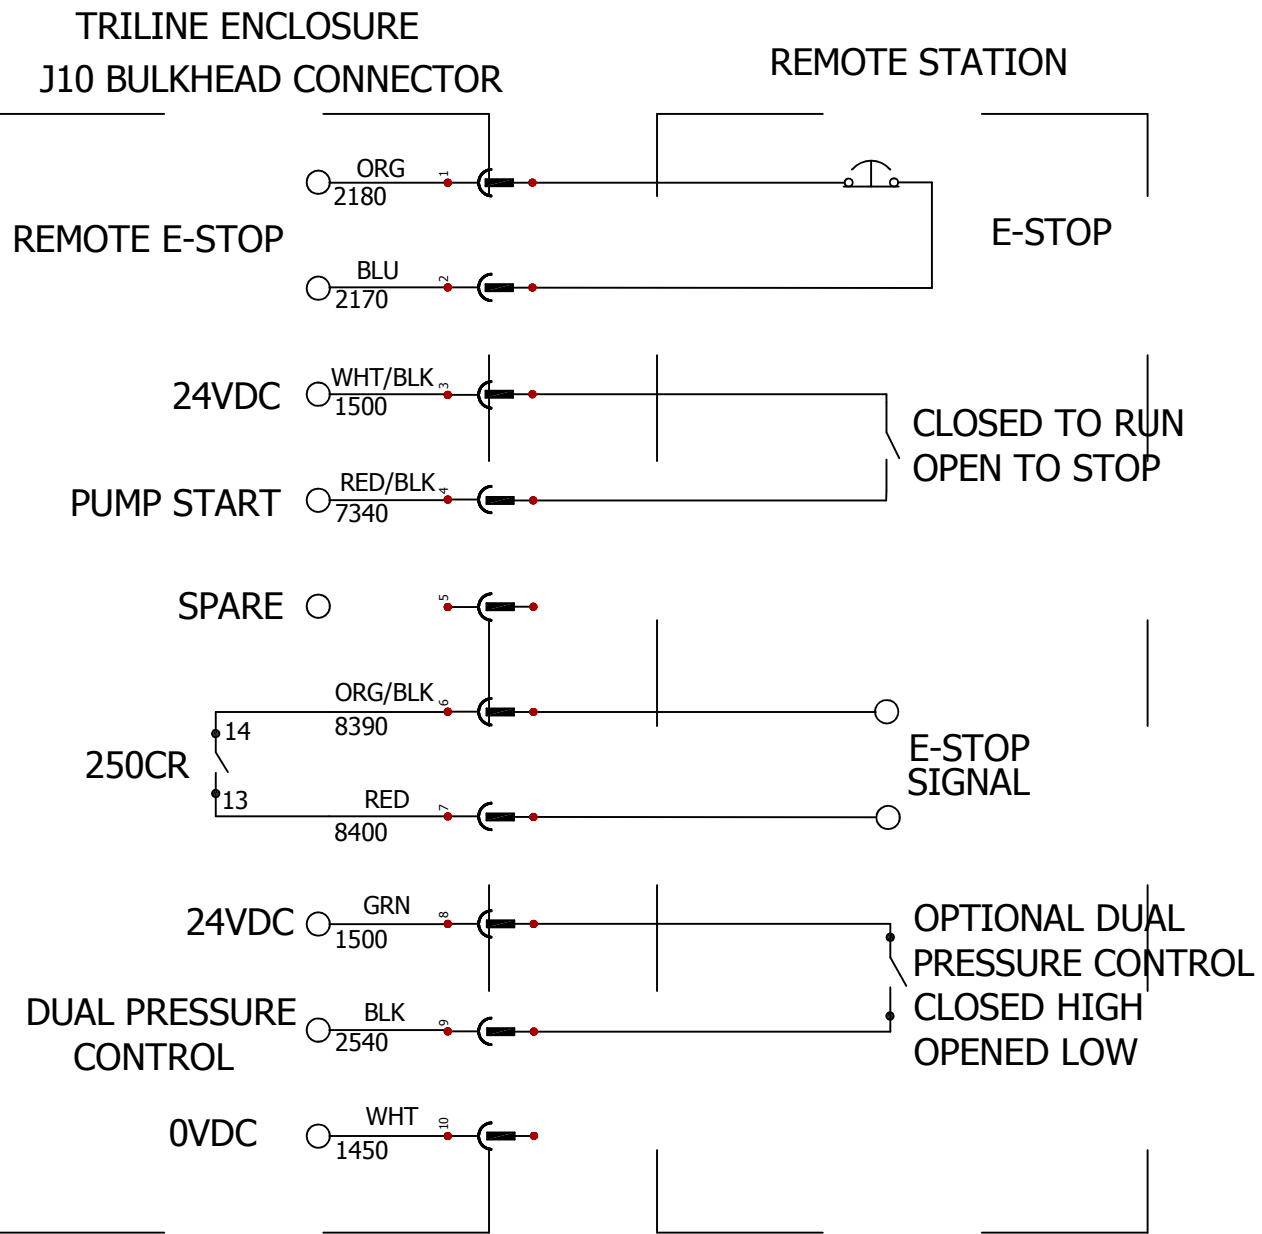 TRILINE ENCLOSURE
J10 BULKHEAD CONNECTOR
REMOTE STATION
ORG
1
2180
REMOTE E-STOP
E-STOP
BLU
2
2170
24VDC
WHT/BLK
3
1500
CLOSED TO RUN
OPEN TO STOP
PUMP START
RED/BLK
4
7340
SPARE
5
ORG/BLK
6
8390
14
250CR
13
E-STOP
SIGNAL
RED
7
8400
24VDC
GRN
8
1500
OPTIONAL DUAL
PRESSURE CONTROL
CLOSED HIGH
OPENED LOW
DUAL PRESSURE
CONTROL
BLK
9
2540
0VDC
WHT
10
1450